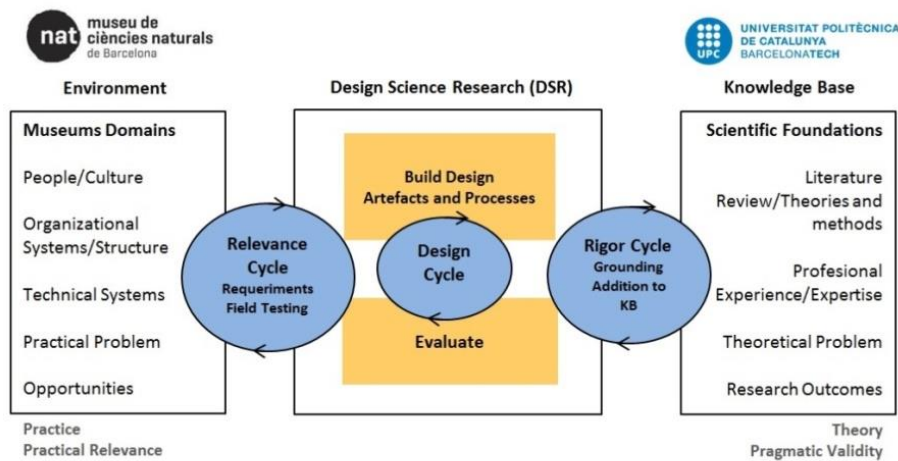 nat
museu de
ciències naturals
de Barcelona
UPC
UNIVERSITAT POLITÈCNICA
DE CATALUNYA
BARCELONATECH
Environment
Design Science Research (DSR)
Knowledge Base
Museums Domains
People/Culture
Organizational
Systems/Structure
Technical Systems
Practical Problem
Opportunities
Relevance
Cycle
Requeriments
Field Testing
Build Design
Artefacts and Processes
Design
Cycle
Evaluate
Rigor Cycle
Grounding
Addition to
KB
Scientific Foundations
Literature
Review/Theories and
methods
Profesional
Experience/Expertise
Theoretical Problem
Research Outcomes
Practice
Practical Relevance
Theory
Pragmatic Validity